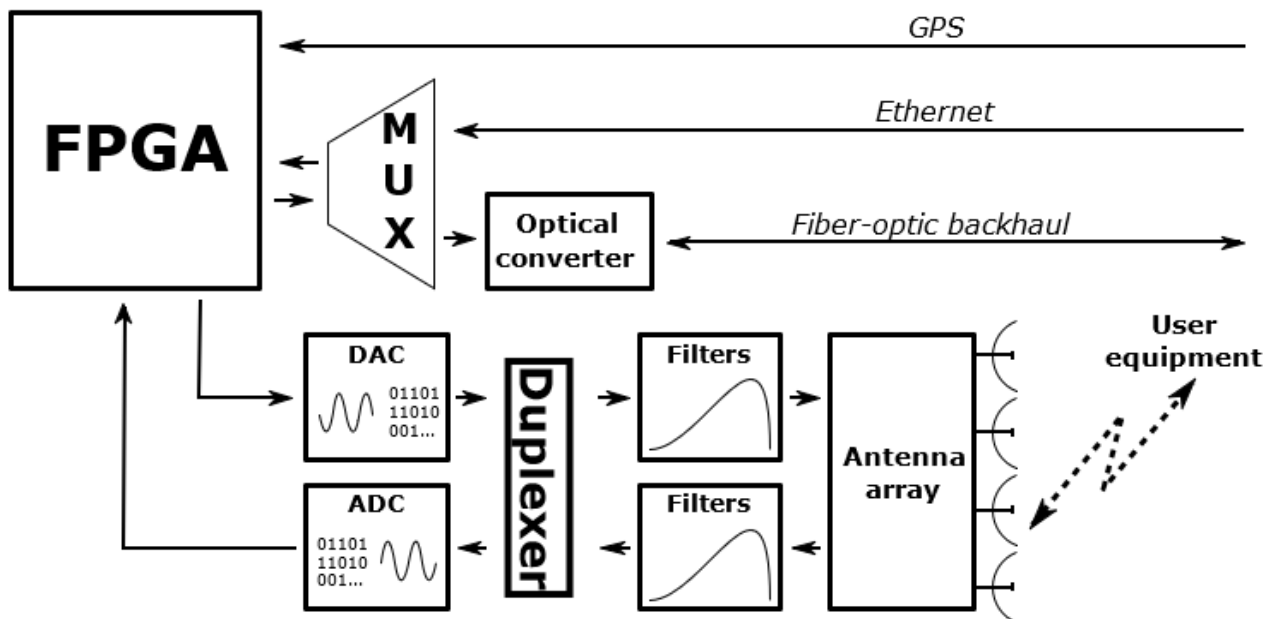 GPS
Ethernet
FPGA
MUX
Optical
converter
Fiber-optic backhaul
User
equipment
DAC
01101
11010
001...
Duplexer
Filters
Antenna
array
ADC
01101
11010
001...
Filters